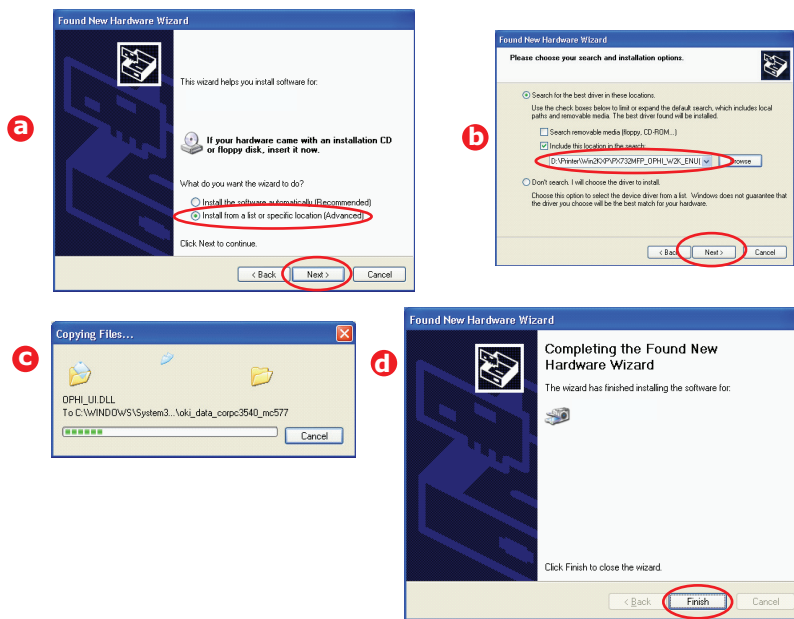 a
Found New Hardware Wizard
This wizard helps you install software for:
If your hardware came with an installation CD
or floppy disk, insert it now.
What do you want the wizard to do?
Install the software automatically (Recommended)
Install from a list or specific location (Advanced)
Click Next to continue.
< Back
Next >
Cancel
b
Found New Hardware Wizard
Please choose your search and installation options.
Search for the best driver in these locations.
Use the check boxes below to limit or expand the default search, which includes local
paths and removable media. The best driver found will be installed.
Search removable media (floppy, CD-ROM...)
Include this location in the search:
D:\Printer\Win2KXP\PX732MFP_OPHI_W2K_ENU\
Browse
Don't search. I will choose the driver to install.
Choose this option to select the device driver from a list. Windows does not guarantee that
the driver you choose will be the best match for your hardware.
< Back
Next >
Cancel
c
Copying Files...
OPHI_UI.DLL
To C:\WINDOWS\System3...\oki_data_corpc3540_mc577
Cancel
d
Found New Hardware Wizard
Completing the Found New
Hardware Wizard
The wizard has finished installing the software for:
Click Finish to close the wizard.
< Back
Finish
Cancel